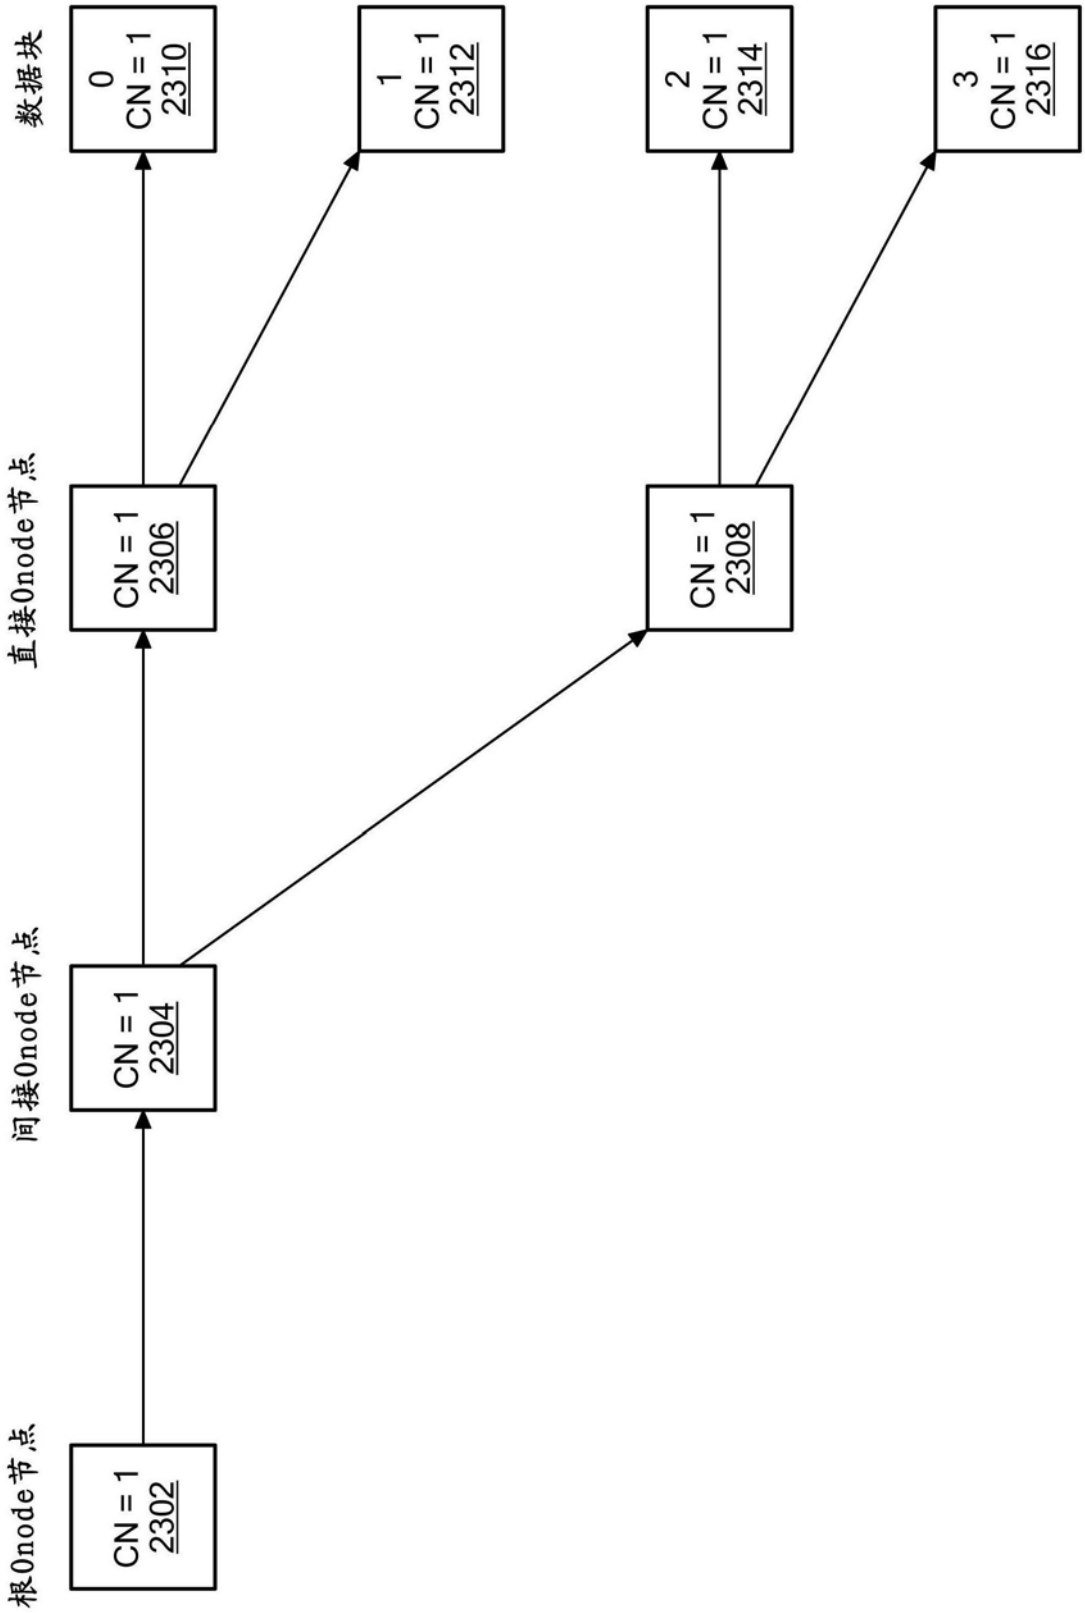 根Onode节点
间接Onode节点
直接Onode节点
数据块
CN = 1
2302
CN = 1
2304
CN = 1
2306
0
CN = 1
2310
1
CN = 1
2312
CN = 1
2308
2
CN = 1
2314
3
CN = 1
2316